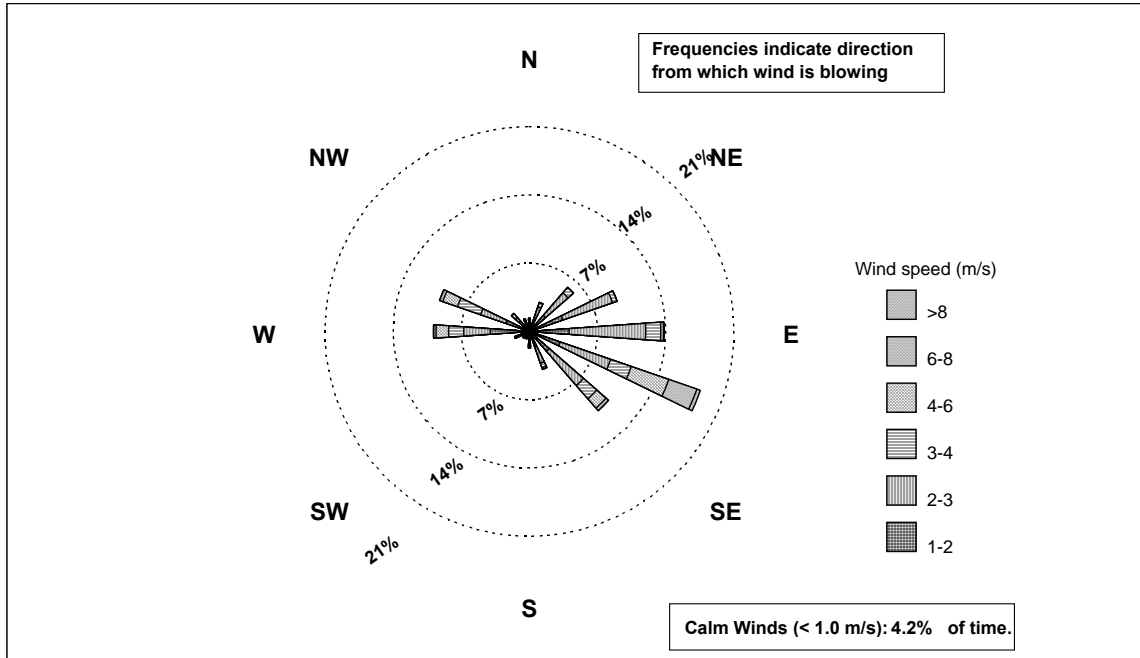 Frequencies indicate direction
from which wind is blowing
N
NW
NE
21%
14%
7%
Wind speed (m/s)
>8
W
E
6-8
4-6
3-4
7%
14%
2-3
SW
SE
21%
1-2
S
Calm Winds (< 1.0 m/s): 4.2% of time.